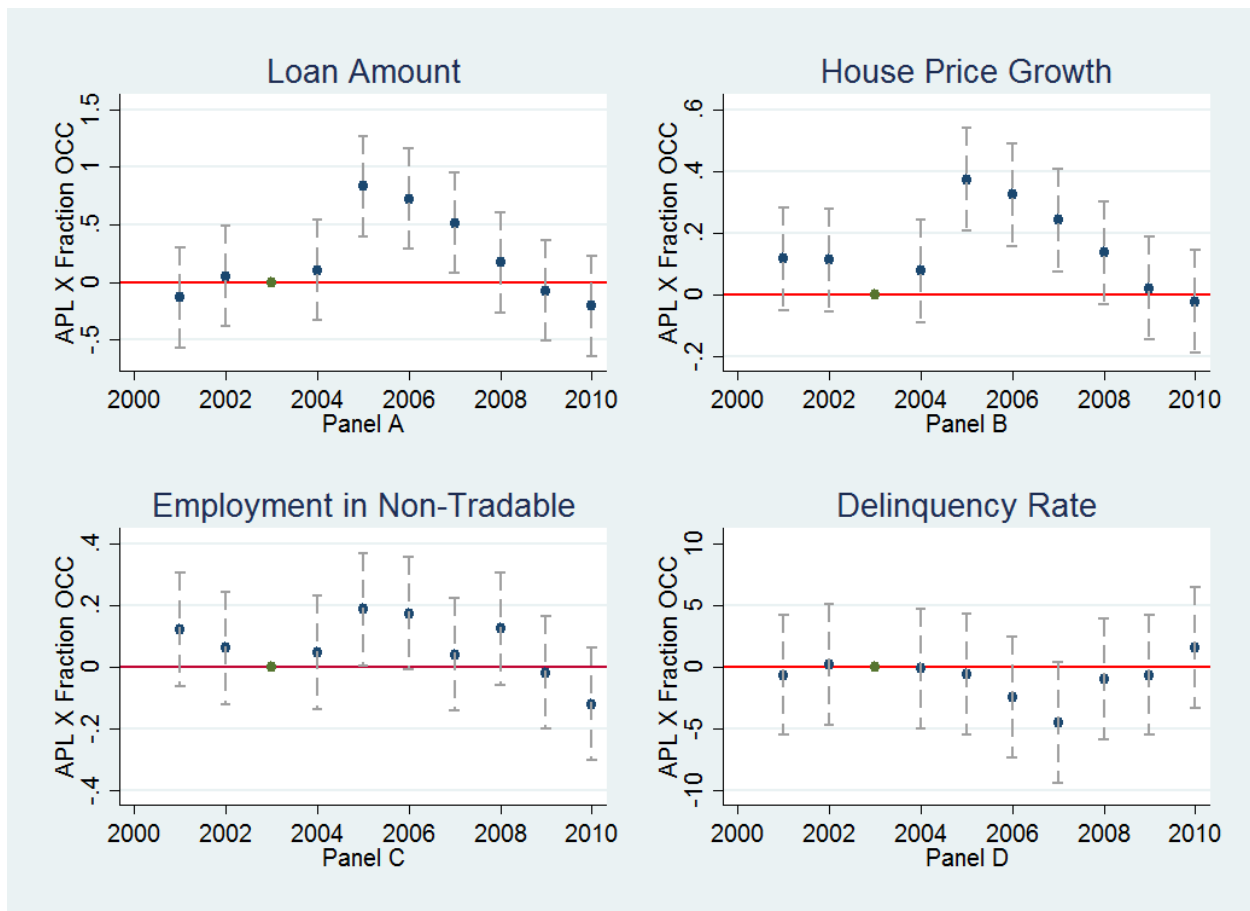 Loan Amount
APL X Fraction OCC
1.5
1
.5
0
-.5
2000 2002 2004 2006 2008 2010
Panel A
House Price Growth
APL X Fraction OCC
.6
.4
.2
0
-.2
2000 2002 2004 2006 2008 2010
Panel B
Employment in Non-Tradable
APL X Fraction OCC
.4
.2
0
-.2
-.4
2000 2002 2004 2006 2008 2010
Panel C
Delinquency Rate
APL X Fraction OCC
10
5
0
-5
-10
2000 2002 2004 2006 2008 2010
Panel D